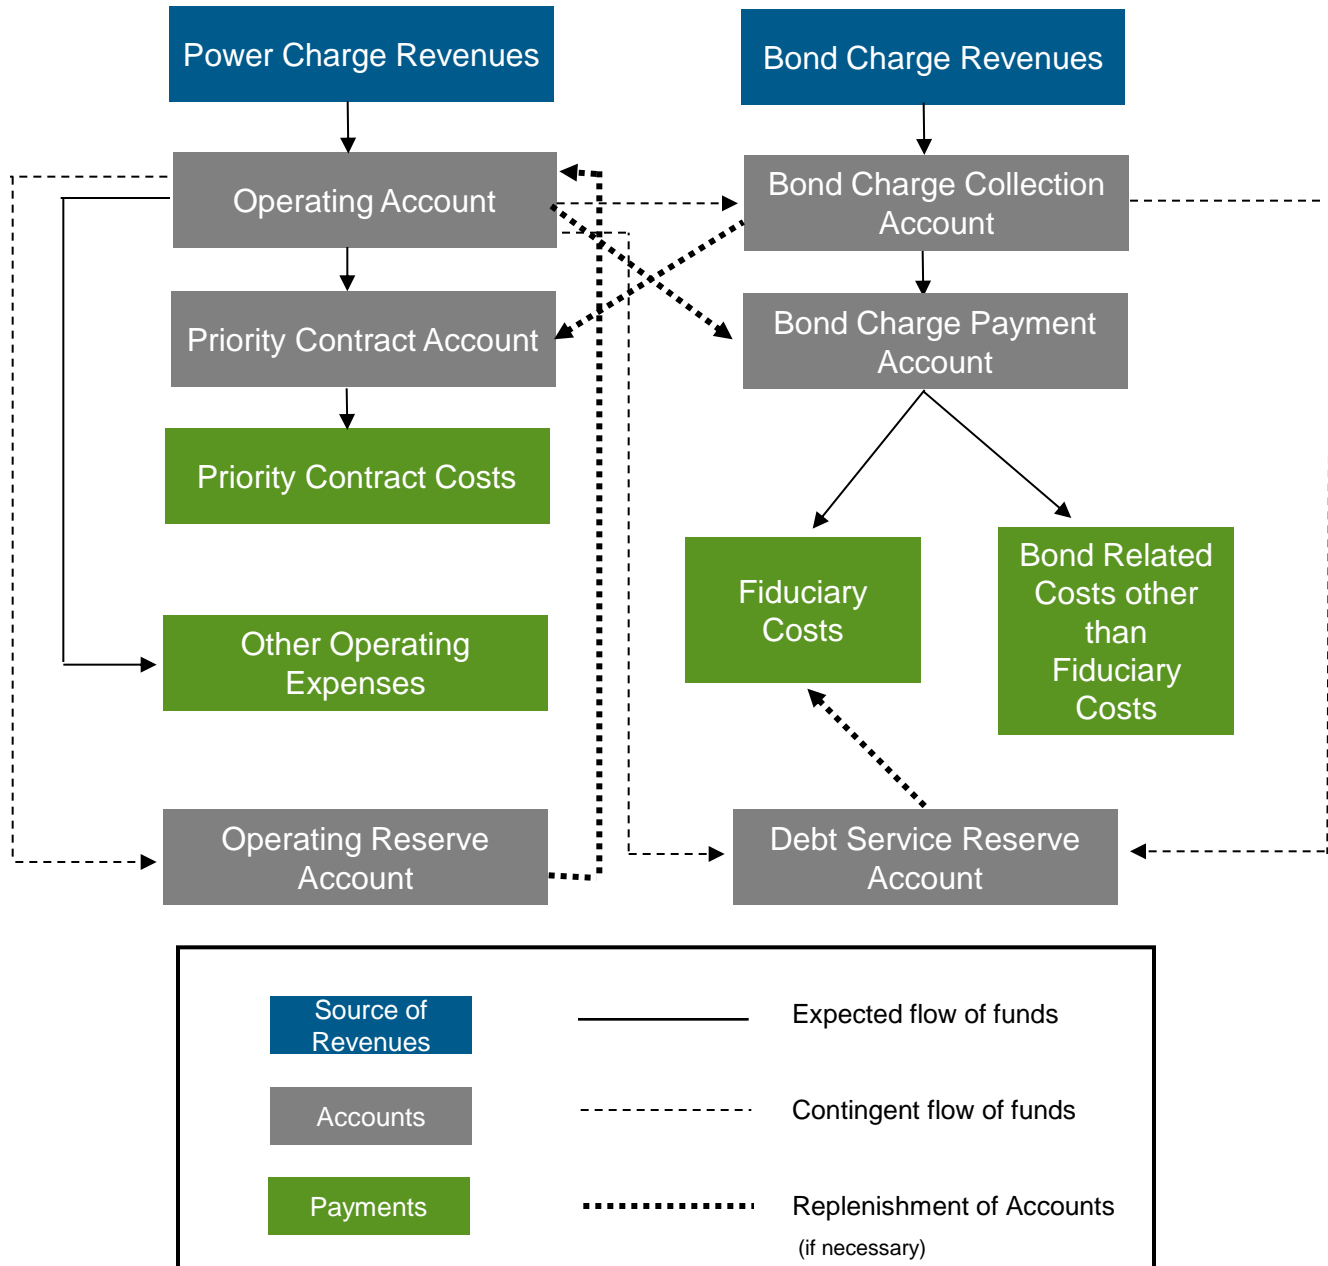 Power Charge Revenues
Bond Charge Revenues
Operating Account
Bond Charge Collection
Account
Priority Contract Account
Bond Charge Payment
Account
Priority Contract Costs
Fiduciary
Costs
Bond Related
Costs other
than
Fiduciary
Costs
Other Operating
Expenses
Operating Reserve
Account
Debt Service Reserve
Account
Source of
Revenues
Expected flow of funds
Accounts
Contingent flow of funds
Payments
Replenishment of Accounts
(if necessary)